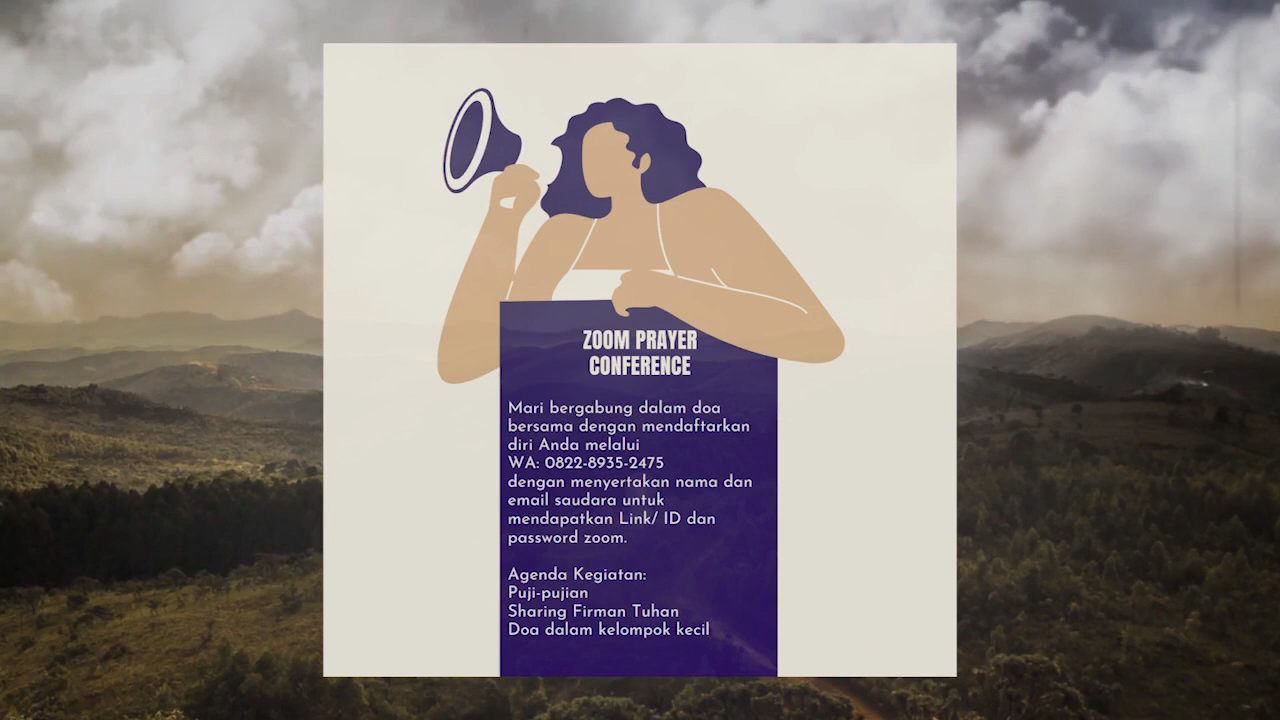 ZOOM PRAYER
CONFERENCE
Mari bergabung dalam doa
bersama dengan mendaftarkan
diri Anda melalui
WA: 0822-8935-2475
dengan menyertakan nama dan
email saudara untuk
mendapatkan Link/ ID dan
password zoom.
Agenda Kegiatan:
Puji-pujian
Sharing Firman Tuhan
Doa dalam kelompok kecil